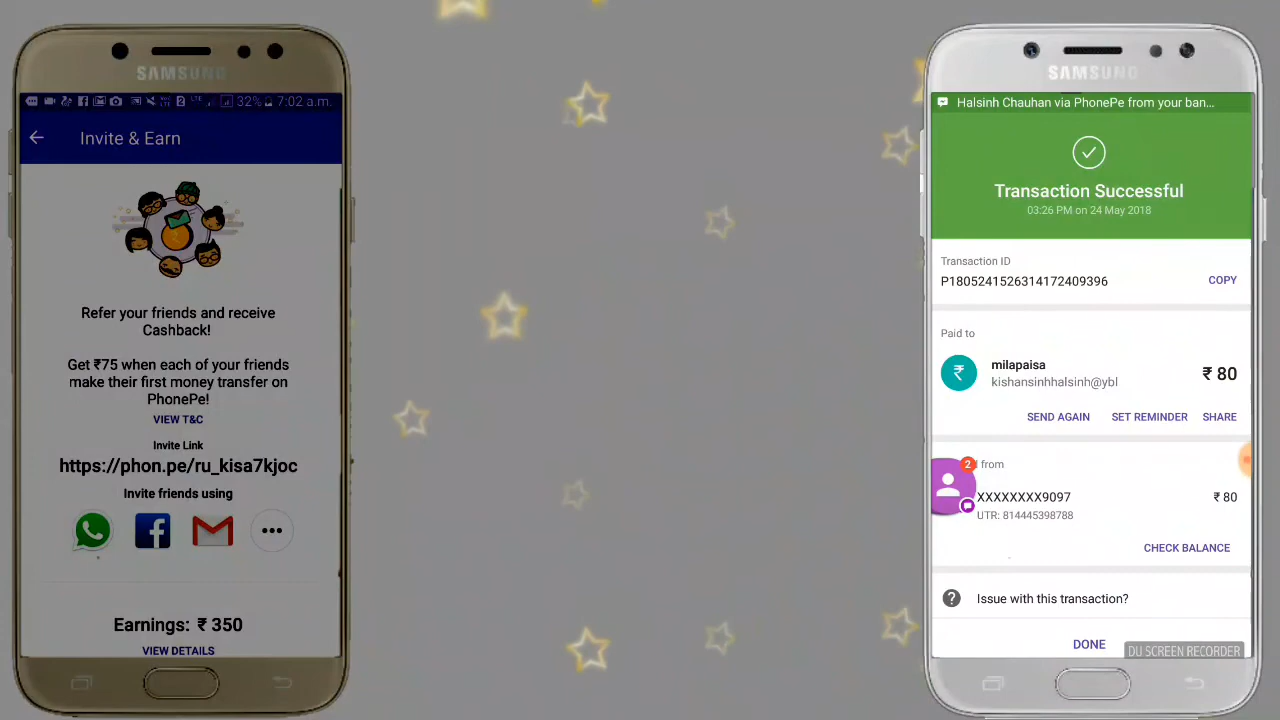 SAMSUNG
32% 7:02 a.m.
Invite & Earn
Refer your friends and receive
Cashback!
Get ₹75 when each of your friends
make their first money transfer on
PhonePe!
VIEW T&C
Invite Link
https://phon.pe/ru_kisa7kjoc
Invite friends using
Earnings: ₹ 350
VIEW DETAILS
SAMSUNG
Halsinh Chauhan via PhonePe from your ban...
Transaction Successful
03:26 PM on 24 May 2018
Transaction ID
P1805241526314172409396
COPY
Paid to
milapaisa
kishansinhhalsinh@ybl
₹ 80
SEND AGAIN SET REMINDER SHARE
2 from
XXXXXXXX9097 ₹ 80
UTR: 814445398788
CHECK BALANCE
Issue with this transaction?
DONE
DU SCREEN RECORDER